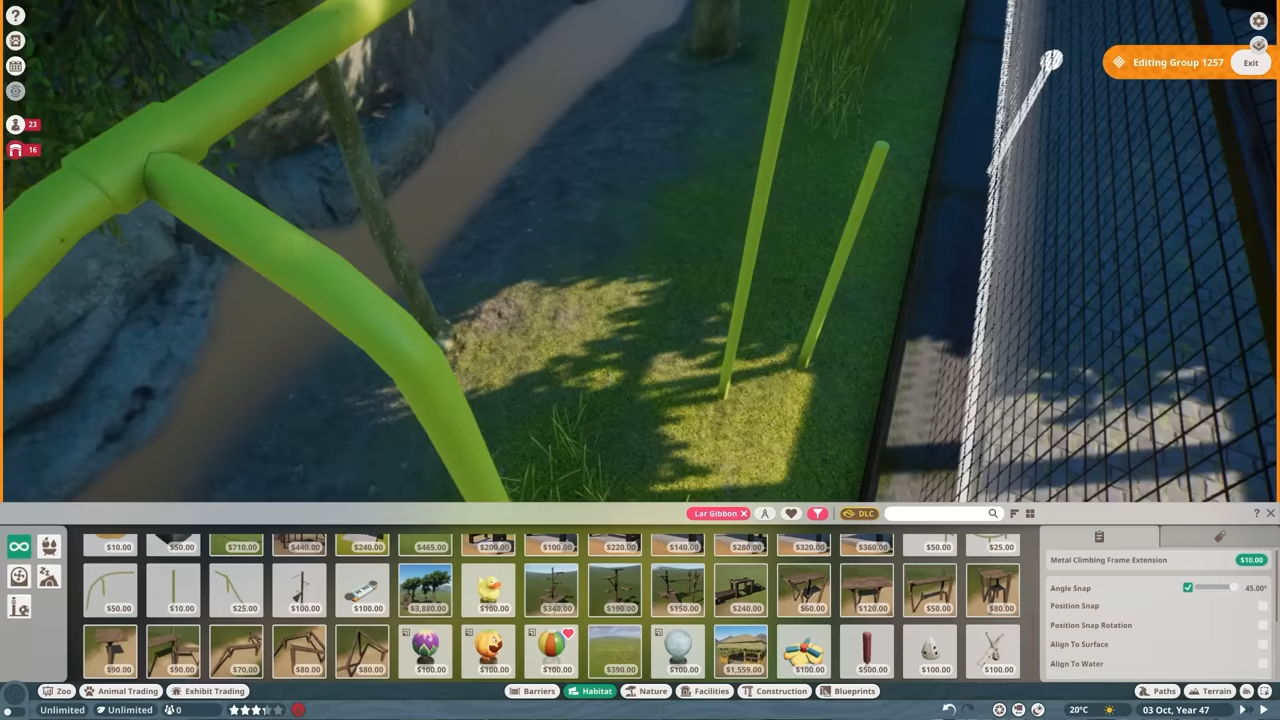 ?
Editing Group 1257 Exit
23
16
Lar Gibbon ✕
DLC
? ✕
$10.00 $50.00 $710.00 $440.00 $240.00 $465.00 $200.00 $100.00 $220.00 $140.00 $280.00 $320.00 $360.00 $50.00 $25.00
Metal Climbing Frame Extension $10.00
Angle Snap 45.00°
$50.00 $10.00 $25.00 $100.00 $100.00 $3,880.00 $100.00 $340.00 $190.00 $150.00 $240.00 $60.00 $120.00 $50.00 $80.00
Position Snap
Position Snap Rotation
Align To Surface
Align To Water
$90.00 $90.00 $70.00 $80.00 $80.00 $100.00 $100.00 $100.00 $390.00 $100.00 $1,559.00 $100.00 $500.00 $100.00 $100.00
Zoo Animal Trading Exhibit Trading Barriers Habitat Nature Facilities Construction Blueprints Paths Terrain
Unlimited Unlimited 0 20°C 03 Oct, Year 47